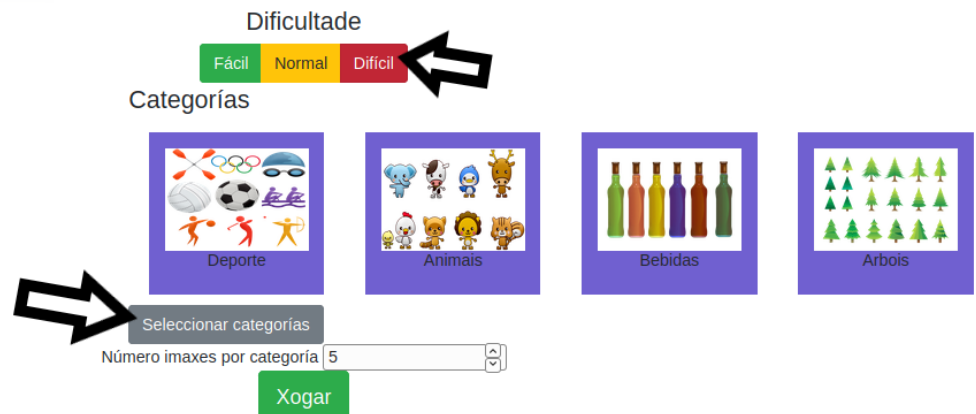 Dificultade
Fácil Normal Difícil
Categorías
Deporte Animais Bebidas Arbois
Seleccionar categorías
Número imaxes por categoría 5
Xogar